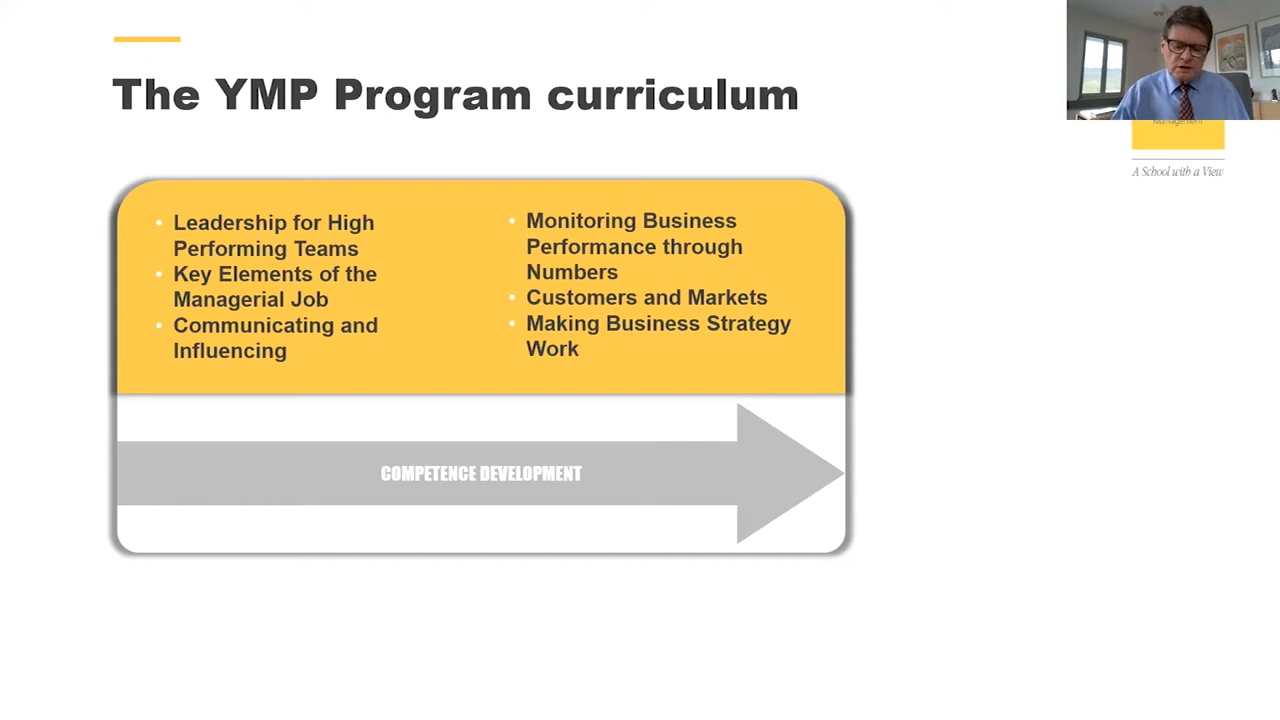 The YMP Program curriculum
Management
A School with a View
• Leadership for High
Performing Teams
• Key Elements of the
Managerial Job
• Communicating and
Influencing
• Monitoring Business
Performance through
Numbers
• Customers and Markets
• Making Business Strategy
Work
COMPETENCE DEVELOPMENT